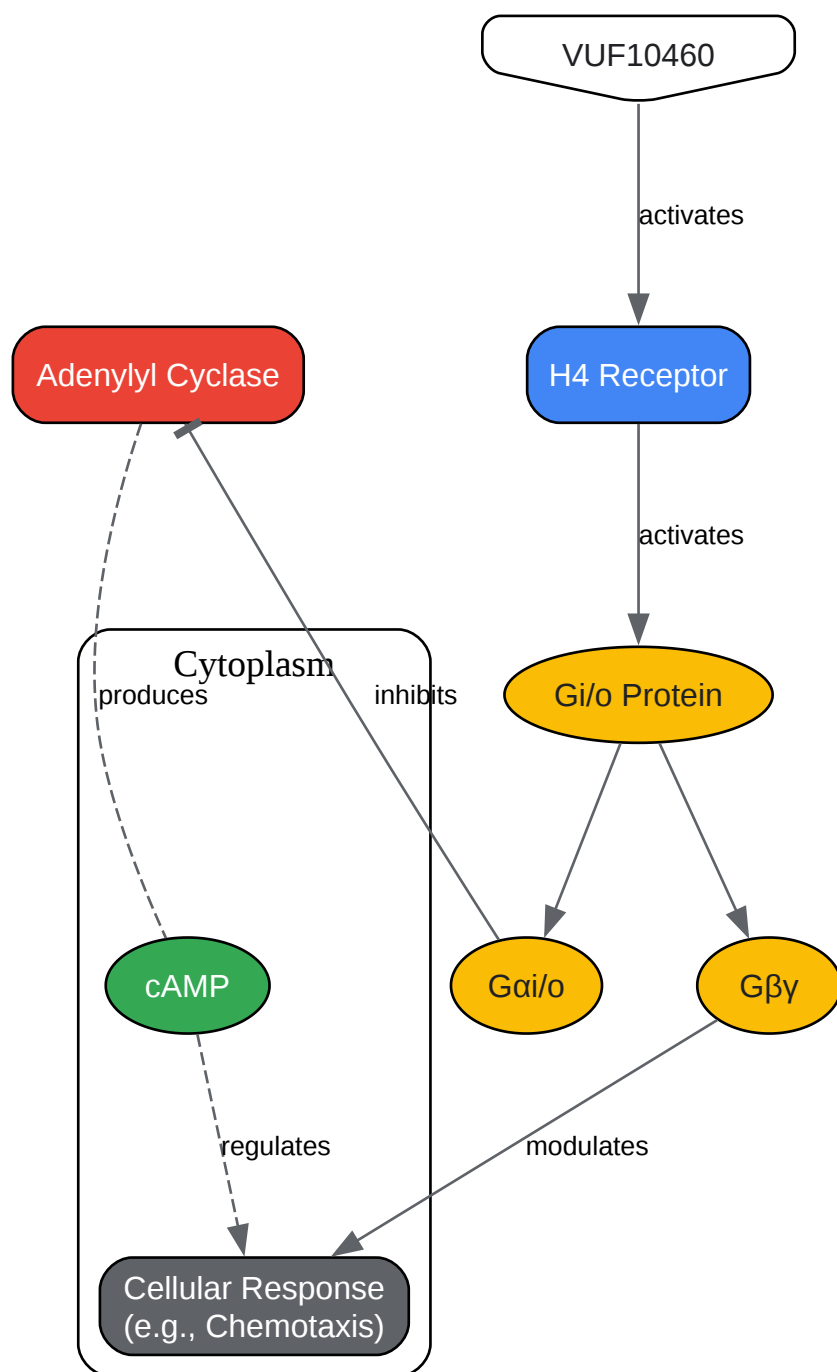 VUF10460
activates
Adenylyl Cyclase
H4 Receptor
activates
Cytoplasm
produces
inhibits
Gi/o Protein
cAMP
Gαi/o
Gβγ
regulates
modulates
Cellular Response
(e.g., Chemotaxis)